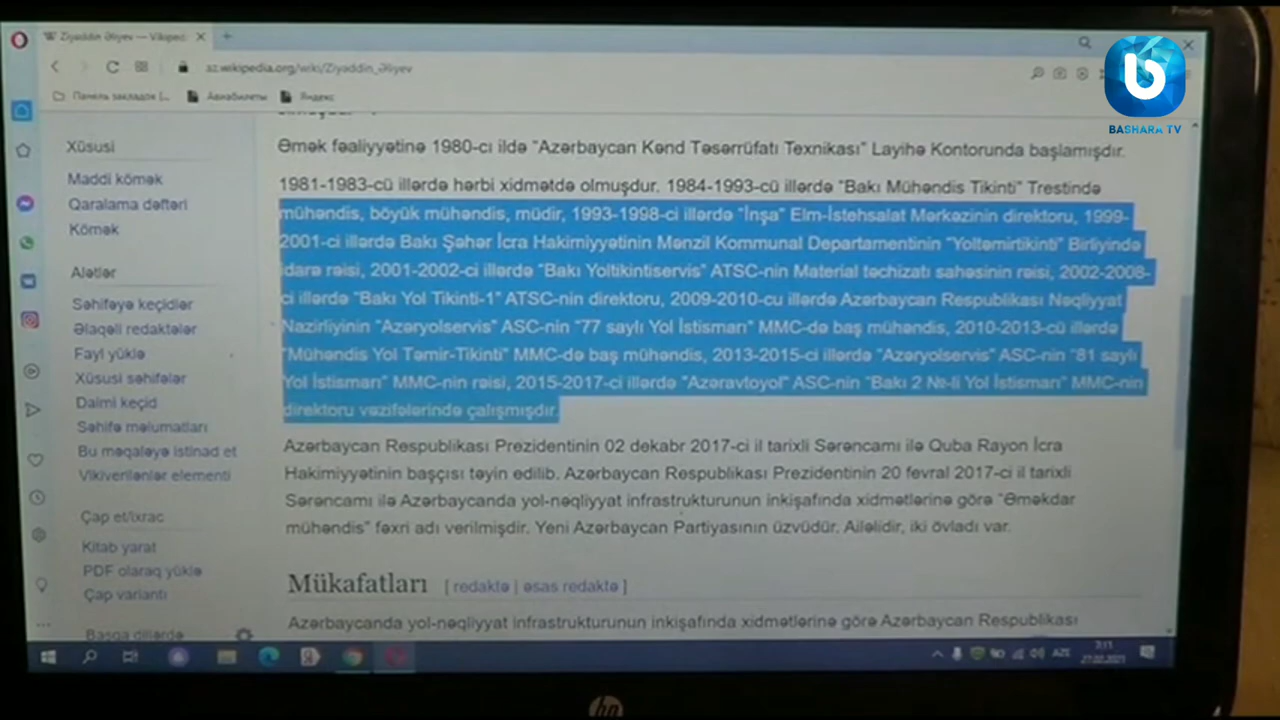 Ziyəddin Əliyev — Vikiped
az.wikipedia.org/wiki/Ziyəddin_Əliyev
Панель закладок (...
Авиабилеты
Яндекс
BASHARA TV
Xüsusi
Maddi kömək
Qaralama dəftəri
Kömək
Alətlər
Səhifəyə keçidlər
Əlaqəli redaktələr
Fayl yüklə
Xüsusi səhifələr
Daimi keçid
Səhifə məlumatları
Bu məqaləyə istinad et
Vikiverilənlər elementi
Çap et/ixrac
Kitab yarat
PDF olaraq yüklə
Çap variantı
Başqa dillərdə
Əmək fəaliyyətinə 1980-cı ildə “Azərbaycan Kənd Təsərrüfatı Texnikası” Layihə Kontorunda başlamışdır.
1981-1983-cü illərdə hərbi xidmətdə olmuşdur. 1984-1993-cü illərdə “Bakı Mühəndis Tikinti” Trestində
mühəndis, böyük mühəndis, müdir, 1993-1998-ci illərdə “İnşa” Elm-İstehsalat Mərkəzinin direktoru, 1999-
2001-ci illərdə Bakı Şəhər İcra Hakimiyyətinin Mənzil Kommunal Departamentinin “Yoltəmirtikinti” Birliyində
idarə rəisi, 2001-2002-ci illərdə “Bakı Yoltikintiservis” ATSC-nin Material təchizatı sahəsinin rəisi, 2002-2008-
ci illərdə “Bakı Yol Tikinti-1” ATSC-nin direktoru, 2009-2010-cu illərdə Azərbaycan Respublikası Nəqliyyat
Nazirliyinin “Azəryolservis” ASC-nin “77 saylı Yol İstismarı” MMC-də baş mühəndis, 2010-2013-cü illərdə
“Mühəndis Yol Təmir-Tikinti” MMC-də baş mühəndis, 2013-2015-ci illərdə “Azəryolservis” ASC-nin “81 saylı
Yol İstismarı” MMC-nin rəisi, 2015-2017-ci illərdə “Azəravtoyol” ASC-nin “Bakı 2 №-li Yol İstismarı” MMC-nin
direktoru vəzifələrində çalışmışdır.
Azərbaycan Respublikası Prezidentinin 02 dekabr 2017-ci il tarixli Sərəncamı ilə Quba Rayon İcra
Hakimiyyətinin başçısı təyin edilib. Azərbaycan Respublikası Prezidentinin 20 fevral 2017-ci il tarixli
Sərəncamı ilə Azərbaycanda yol-nəqliyyat infrastrukturunun inkişafında xidmətlərinə görə “Əməkdar
mühəndis” fəxri adı verilmişdir. Yeni Azərbaycan Partiyasının üzvüdür. Ailəlidir, iki övladı var.
Mükafatları [ redaktə | əsas redaktə ]
Azərbaycanda yol-nəqliyyat infrastrukturunun inkişafında xidmətlərinə görə Azərbaycan Respublikası
AZE
hp